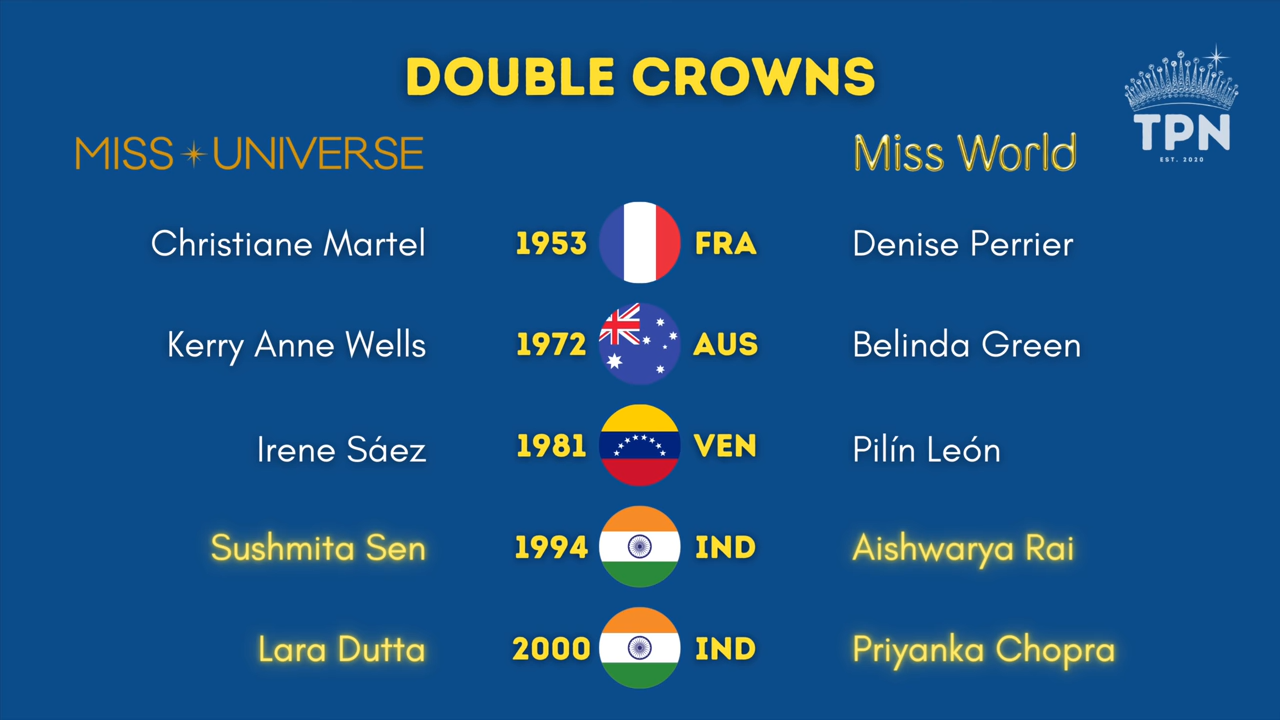 DOUBLE CROWNS
MISS UNIVERSE
Miss World
TPN
EST. 2020
Christiane Martel 1953 FRA Denise Perrier
Kerry Anne Wells 1972 AUS Belinda Green
Irene Sáez 1981 VEN Pilín León
Sushmita Sen 1994 IND Aishwarya Rai
Lara Dutta 2000 IND Priyanka Chopra